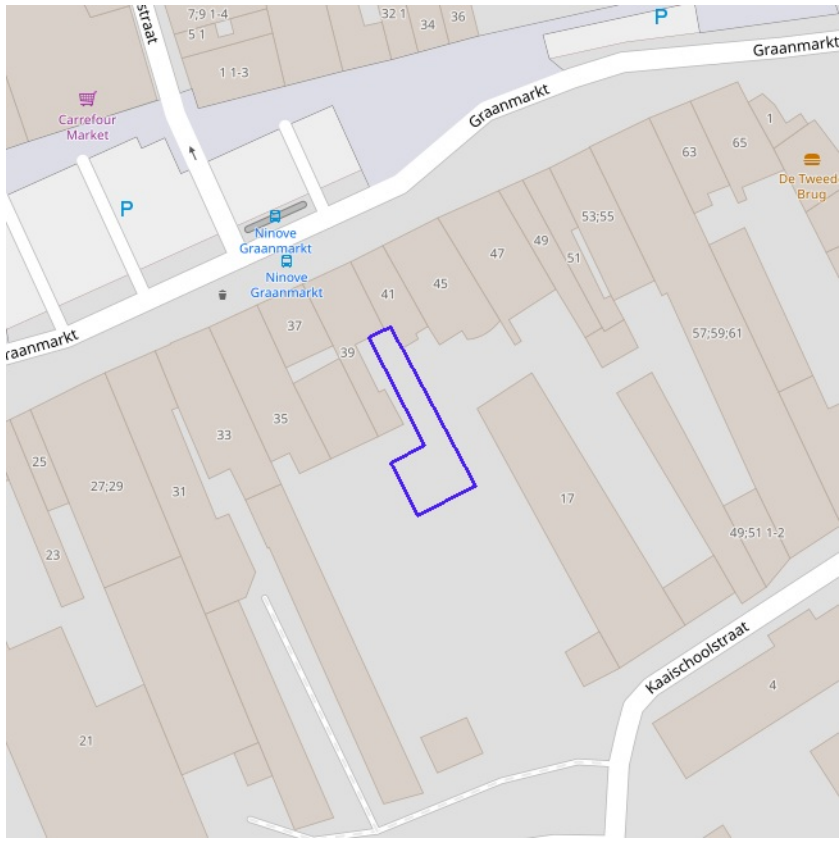 7;9 1-4
5 1
straat
32 1
34
36
P
1 1-3
Graanmarkt
Graanmarkt
Carrefour
Market
P
Ninove
Graanmarkt
Ninove
Graanmarkt
raanmarkt
1
65
63
De Tweed
Brug
53;55
49
51
47
45
41
37
39
57;59;61
35
33
25
27;29
31
23
17
49;51 1-2
Kaaischoolstraat
4
21